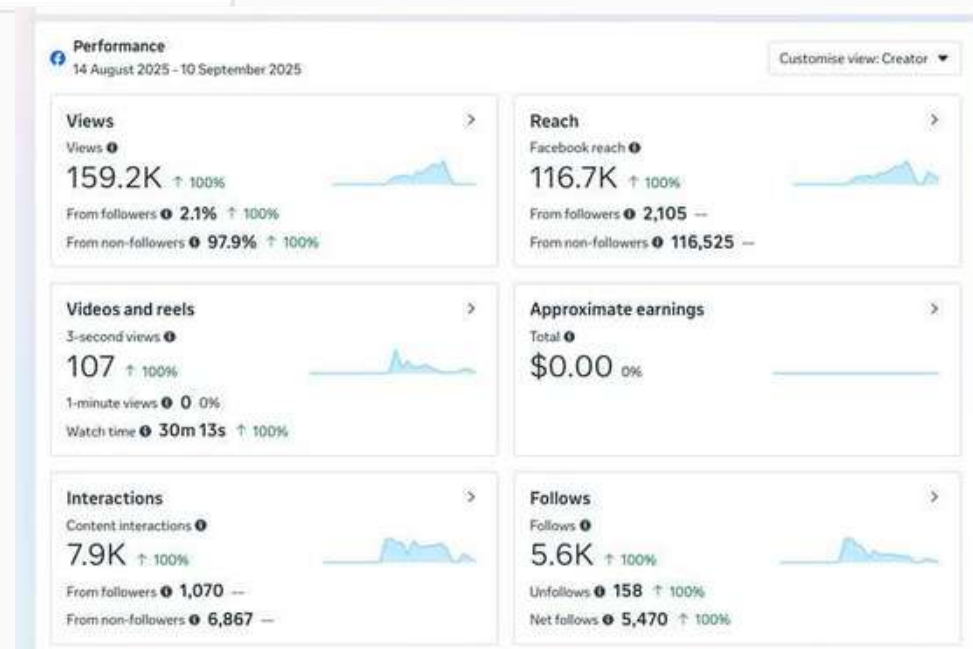 Performance
14 August 2025 - 10 September 2025
Customise view: Creator
Views
Views
159.2K ↑ 100%
From followers 2.1% ↑ 100%
From non-followers 97.9% ↑ 100%
Reach
Facebook reach
116.7K ↑ 100%
From followers 2,105 --
From non-followers 116,525 --
Videos and reels
3-second views
107 ↑ 100%
1-minute views 0 0%
Watch time 30m 13s ↑ 100%
Approximate earnings
Total
$0.00 0%
Interactions
Content interactions
7.9K ↑ 100%
From followers 1,070 --
From non-followers 6,867 --
Follows
Follows
5.6K ↑ 100%
Unfollows 158 ↑ 100%
Net follows 5,470 ↑ 100%